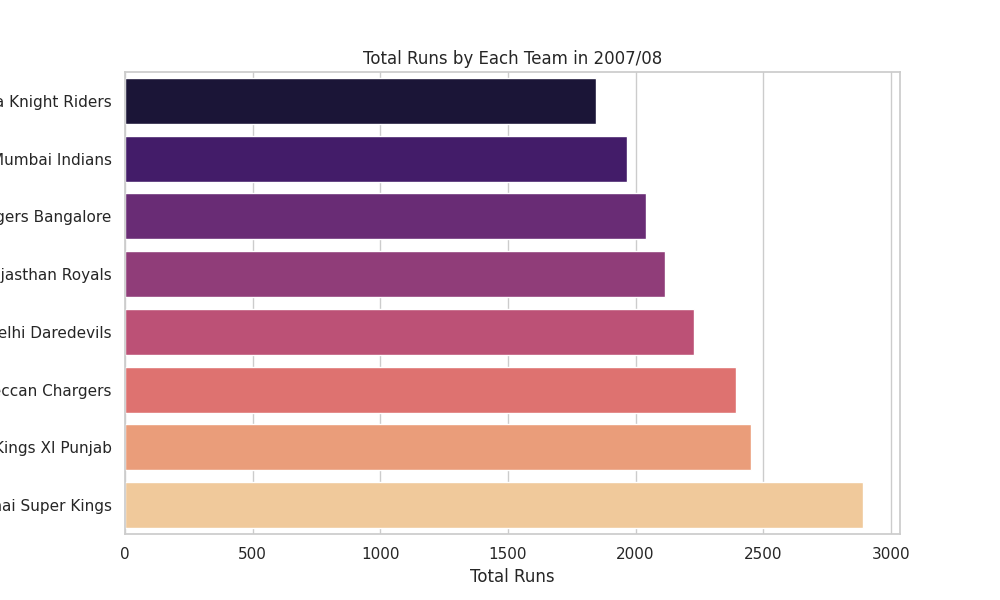 Total Runs by Each Team in 2007/08
a Knight Riders
Mumbai Indians
gers Bangalore
jasthan Royals
elhi Daredevils
ccan Chargers
Kings XI Punjab
ai Super Kings
0 500 1000 1500 2000 2500 3000
Total Runs